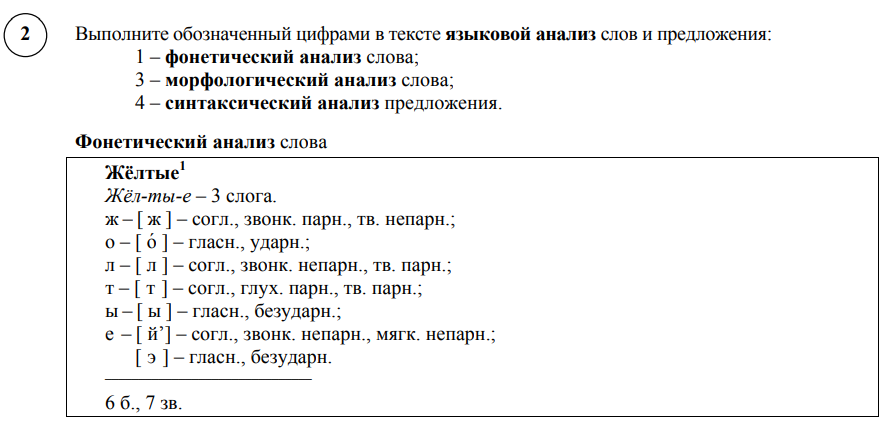 2 Выполните обозначенный цифрами в тексте языковой анализ слов и предложения:
1 – фонетический анализ слова;
3 – морфологический анализ слова;
4 – синтаксический анализ предложения.
Фонетический анализ слова
Жёлтые1
Жёл-ты-е – 3 слога.
ж – [ ж ] – согл., звонк. парн., тв. непарн.;
о – [ о́ ] – гласн., ударн.;
л – [ л ] – согл., звонк. непарн., тв. парн.;
т – [ т ] – согл., глух. парн., тв. парн.;
ы – [ ы ] – гласн., безударн.;
е – [ й’] – согл., звонк. непарн., мягк. непарн.;
[ э ] – гласн., безударн.
6 б., 7 зв.